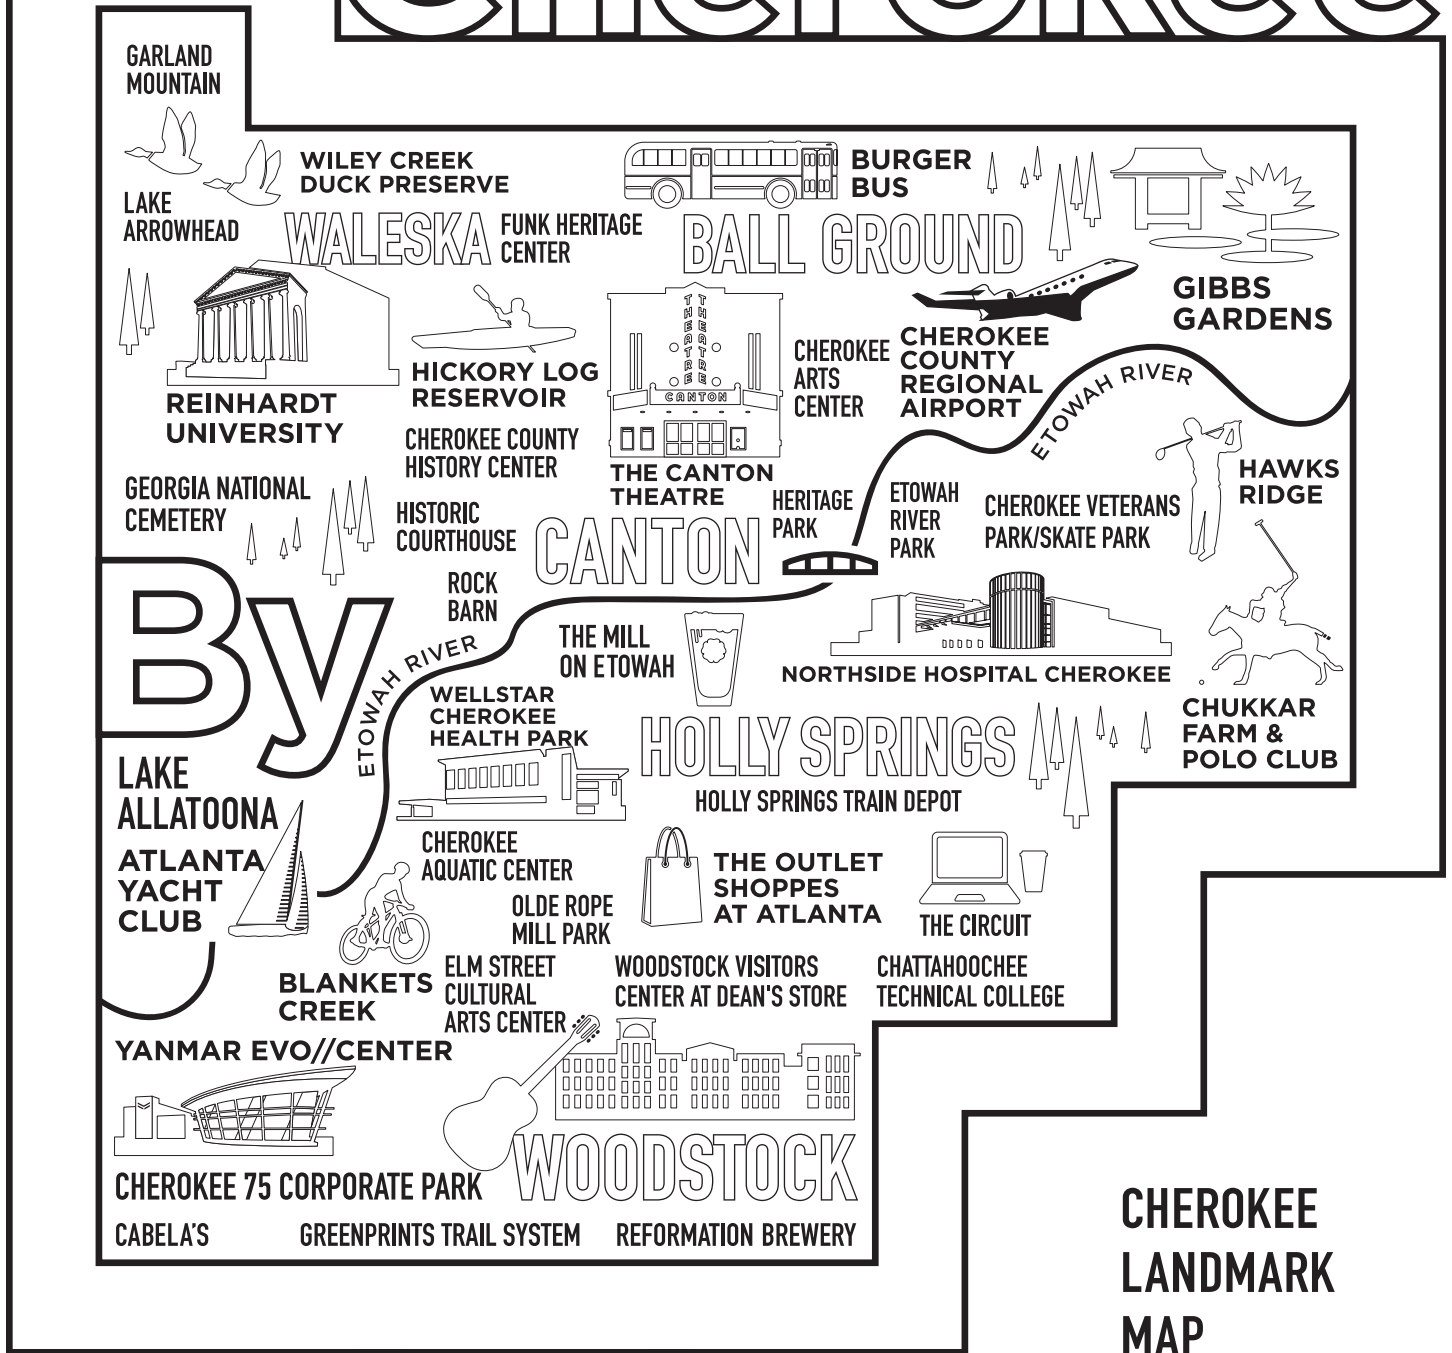 Cherokee
GARLAND
MOUNTAIN
WILEY CREEK
DUCK PRESERVE
BURGER
BUS
LAKE
ARROWHEAD
WALESKA
FUNK HERITAGE
CENTER
BALL GROUND
GIBBS
GARDENS
THEATRE
THEATRE
CANTON
HICKORY LOG
RESERVOIR
CHEROKEE
ARTS
CENTER
CHEROKEE
COUNTY
REGIONAL
AIRPORT
ETOWAH RIVER
REINHARDT
UNIVERSITY
CHEROKEE COUNTY
HISTORY CENTER
THE CANTON
THEATRE
HAWKS
RIDGE
GEORGIA NATIONAL
CEMETERY
HISTORIC
COURTHOUSE
CANTON
HERITAGE
PARK
ETOWAH
RIVER
PARK
CHEROKEE VETERANS
PARK/SKATE PARK
By
ROCK
BARN
ETOWAH RIVER
THE MILL
ON ETOWAH
NORTHSIDE HOSPITAL CHEROKEE
WELLSTAR
CHEROKEE
HEALTH PARK
HOLLY SPRINGS
CHUKKAR
FARM &
POLO CLUB
LAKE
ALLATOONA
HOLLY SPRINGS TRAIN DEPOT
ATLANTA
YACHT
CLUB
CHEROKEE
AQUATIC CENTER
THE OUTLET
SHOPPES
AT ATLANTA
OLDE ROPE
MILL PARK
THE CIRCUIT
BLANKETS
CREEK
ELM STREET
CULTURAL
ARTS CENTER
WOODSTOCK VISITORS
CENTER AT DEAN'S STORE
CHATTAHOOCHEE
TECHNICAL COLLEGE
YANMAR EVO//CENTER
WOODSTOCK
CHEROKEE 75 CORPORATE PARK
CABELA'S
GREENPRINTS TRAIL SYSTEM
REFORMATION BREWERY
CHEROKEE
LANDMARK
MAP